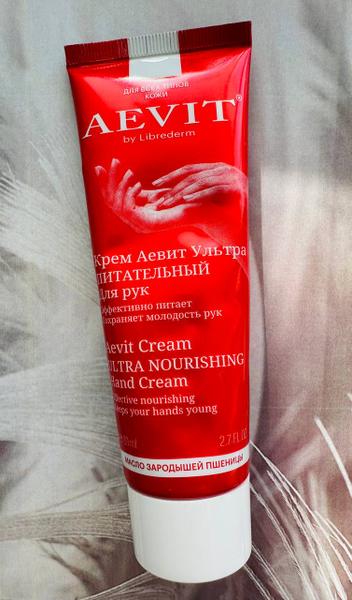 ДЛЯ ВСЕХ ТИПОВ
КОЖИ
AEVIT®
by Librederm
Крем Аевит Ультра
ПИТАТЕЛЬНЫЙ
для рук
Эффективно питает
Сохраняет молодость рук
Aevit Cream
ULTRA NOURISHING
Hand Cream
Effective nourishing
Keeps your hands young
2.7 FL.OZ
МАСЛО ЗАРОДЫШЕЙ ПШЕНИЦЫ